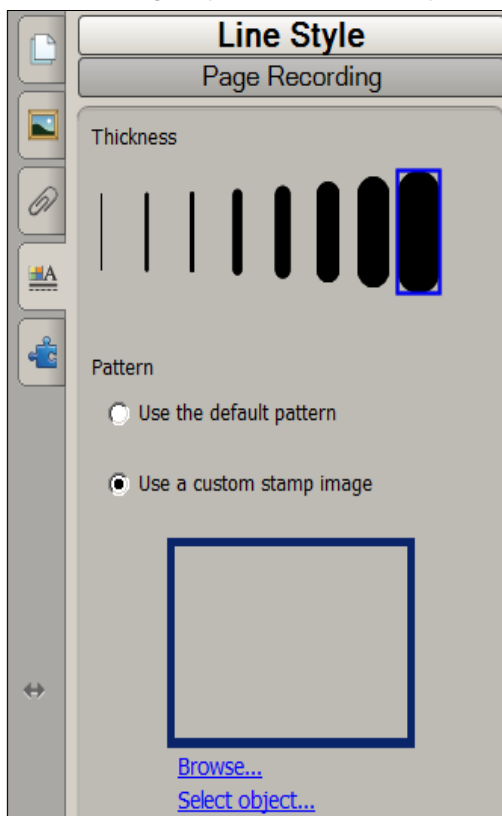 Line Style
Page Recording
Thickness
A
Pattern
Use the default pattern
Use a custom stamp image
Browse...
Select object...